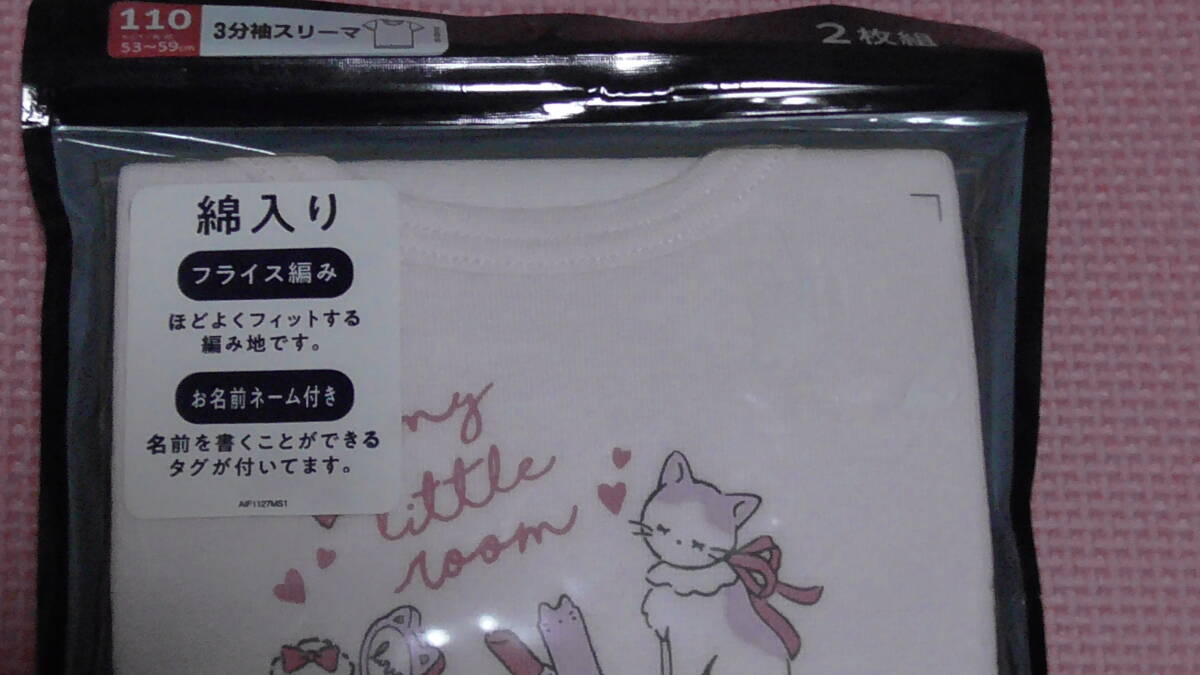 110
53〜59cm
3分袖スリーマ
2枚組
綿入り
フライス編み
ほどよくフィットする
編み地です。
お名前ネーム付き
名前を書くことができる
タグが付いてます。
AIF1127MS1
my
little
room